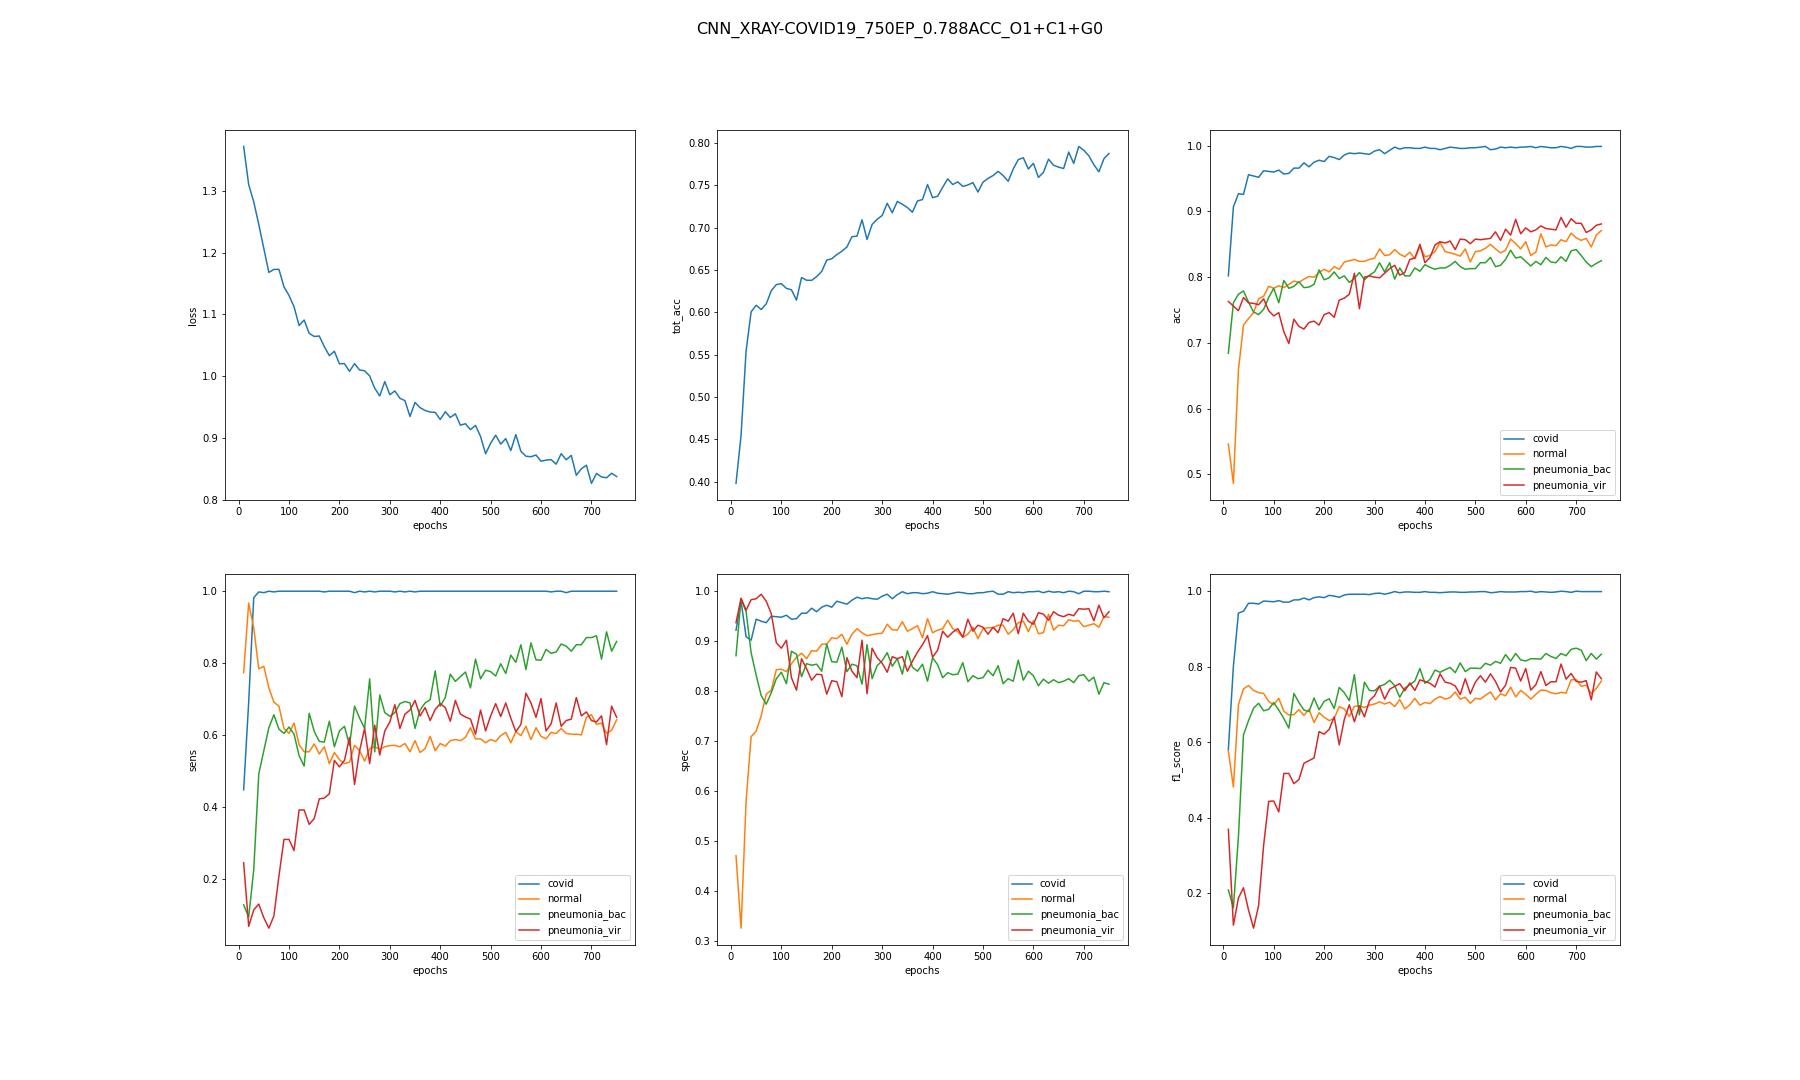 CNN_XRAY-COVID19_750EP_0.788ACC_O1+C1+G0
loss
1.3
1.2
1.1
1.0
0.9
0.8
0 100 200 300 400 500 600 700
epochs
tot_acc
0.80
0.75
0.70
0.65
0.60
0.55
0.50
0.45
0.40
0 100 200 300 400 500 600 700
epochs
acc
1.0
0.9
0.8
0.7
0.6
0.5
covid
normal
pneumonia_bac
pneumonia_vir
0 100 200 300 400 500 600 700
epochs
sens
1.0
0.8
0.6
0.4
0.2
covid
normal
pneumonia_bac
pneumonia_vir
0 100 200 300 400 500 600 700
epochs
spec
1.0
0.9
0.8
0.7
0.6
0.5
0.4
0.3
covid
normal
pneumonia_bac
pneumonia_vir
0 100 200 300 400 500 600 700
epochs
f1_score
1.0
0.8
0.6
0.4
0.2
covid
normal
pneumonia_bac
pneumonia_vir
0 100 200 300 400 500 600 700
epochs